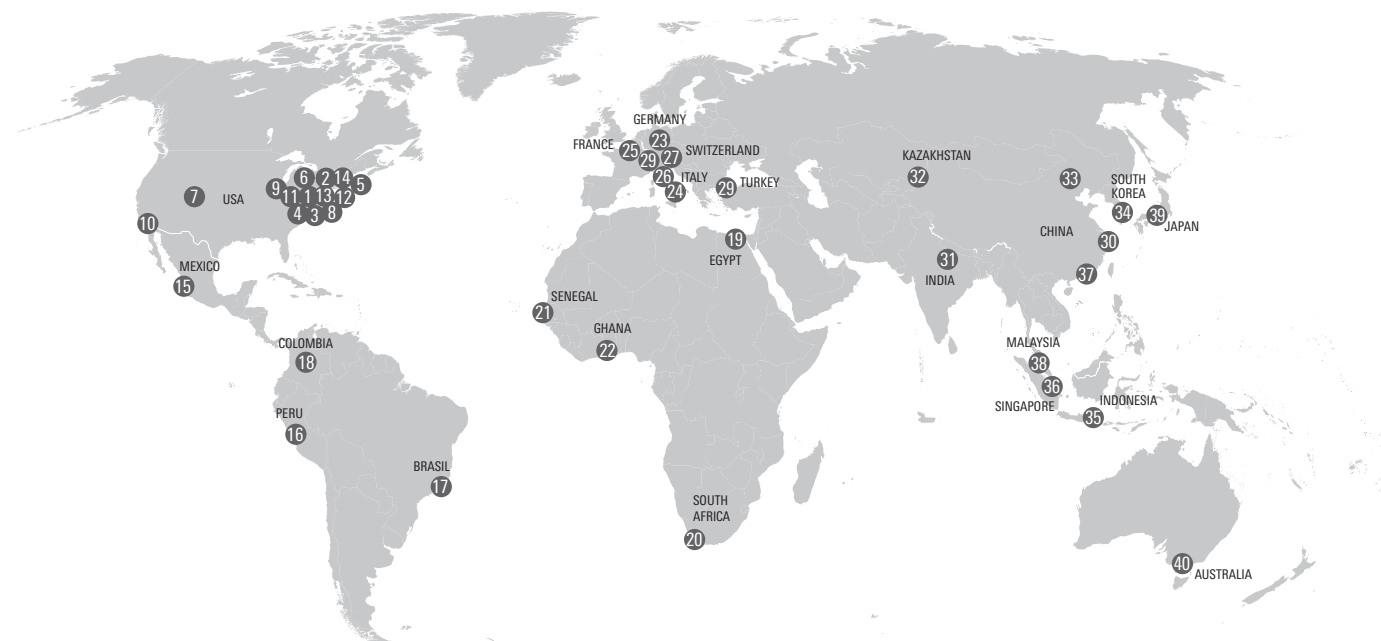 GERMANY
23
FRANCE
25
29
27
SWITZERLAND
26
ITALY
24
29
TURKEY
KAZAKHSTAN
32
33
SOUTH
KOREA
34
39
JAPAN
CHINA
30
37
31
INDIA
6
2
14
5
9
11
1
13
12
4
3
8
7
USA
10
MEXICO
15
19
EGYPT
SENEGAL
21
GHANA
22
COLOMBIA
18
MALAYSIA
38
36
SINGAPORE
INDONESIA
35
PERU
16
BRASIL
17
SOUTH
AFRICA
20
40
AUSTRALIA